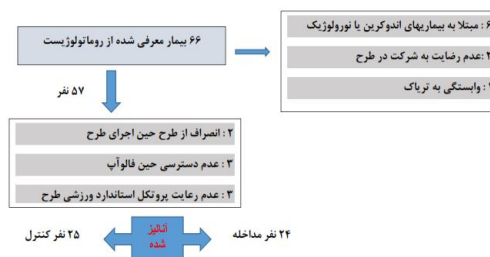 ۶۶ بیمار معرفی شده از روماتولوژیست
۶ : مبتلا به بیماریهای اندوکرین یا نورولوژیک
۲ :عدم رضایت به شرکت در طرح
: وابستگی به تریاک
۵۷ نفر
۲ : انصراف از طرح حین اجرای طرح
۳ : عدم دسترسی حین فالوآپ
۳ : عدم رعایت پروتکل استاندارد ورزشی طرح
۲۴ نفر مداخله
آنالیز
شده
۲۵ نفر کنترل